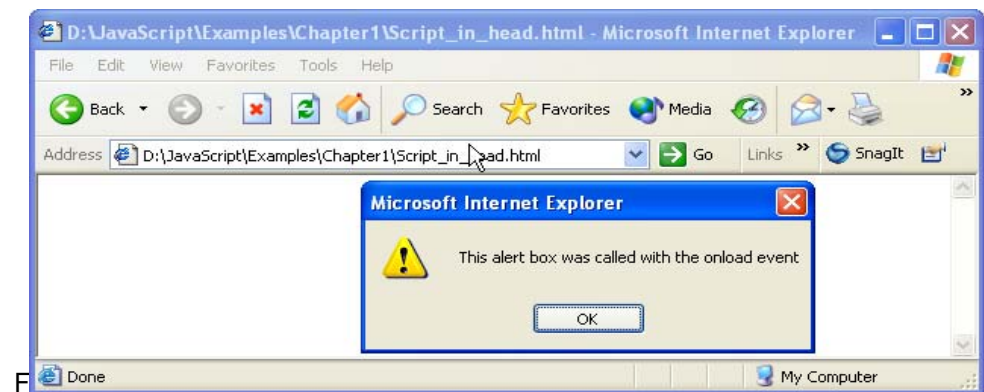 D:\JavaScript\Examples\Chapter1\Script_in_head.html - Microsoft Internet Explorer
File Edit View Favorites Tools Help
Back Search Favorites Media »
Address D:\JavaScript\Examples\Chapter1\Script_in_head.html Go Links » SnagIt
Microsoft Internet Explorer
This alert box was called with the onload event
OK
F
Done My Computer